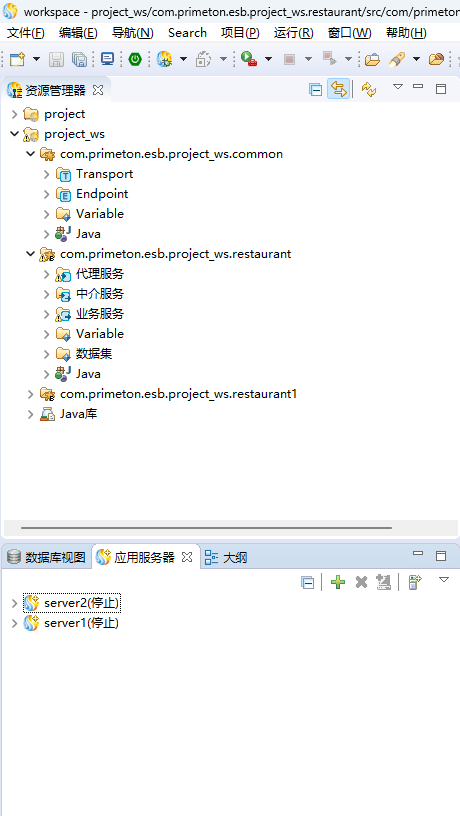 workspace - project_ws/com.primeton.esb.project_ws.restaurant/src/com/primeton
文件(F) 编辑(E) 导航(N) Search 项目(P) 运行(R) 窗口(W) 帮助(H)
资源管理器
project
project_ws
com.primeton.esb.project_ws.common
Transport
Endpoint
Variable
Java
com.primeton.esb.project_ws.restaurant
代理服务
中介服务
业务服务
Variable
数据集
Java
com.primeton.esb.project_ws.restaurant1
Java库
数据库视图 应用服务器 大纲
server2(停止)
server1(停止)